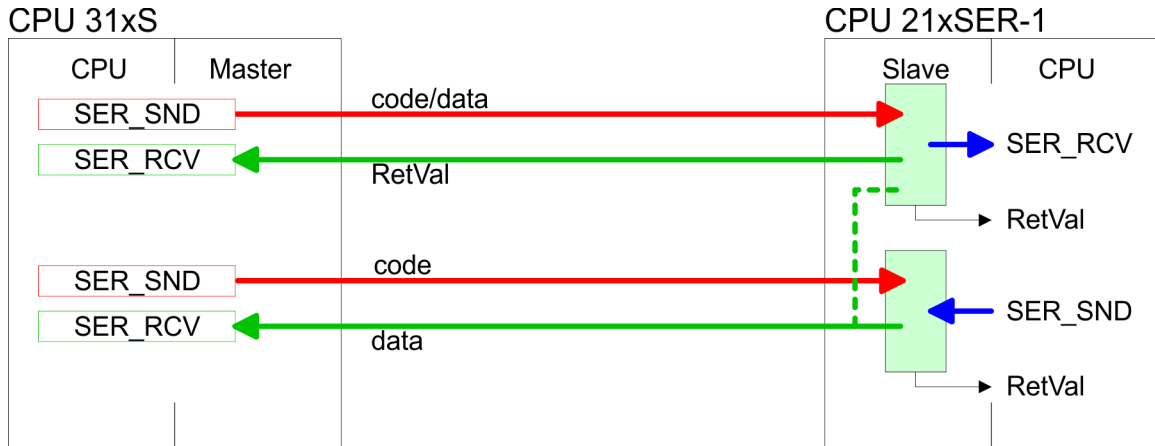 CPU 31xS
CPU 21xSER-1
CPU
Master
Slave
CPU
SER_SND
code/data
SER_RCV
SER_RCV
RetVal
RetVal
SER_SND
code
SER_SND
SER_RCV
data
RetVal